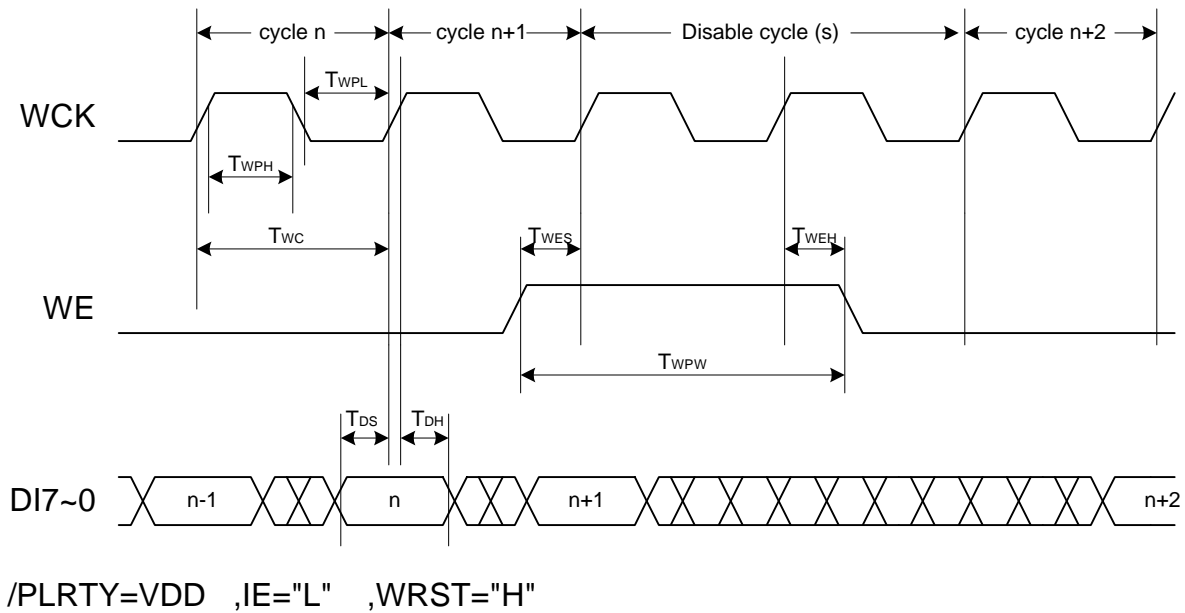 cycle n
cycle n+1
Disable cycle (s)
cycle n+2
TWPL
WCK
TWPH
TWC
TWES
TWEH
WE
TWPW
TDS
TDH
DI7~0
n-1
n
n+1
n+2
/PLRTY=VDD ,IE="L" ,WRST="H"